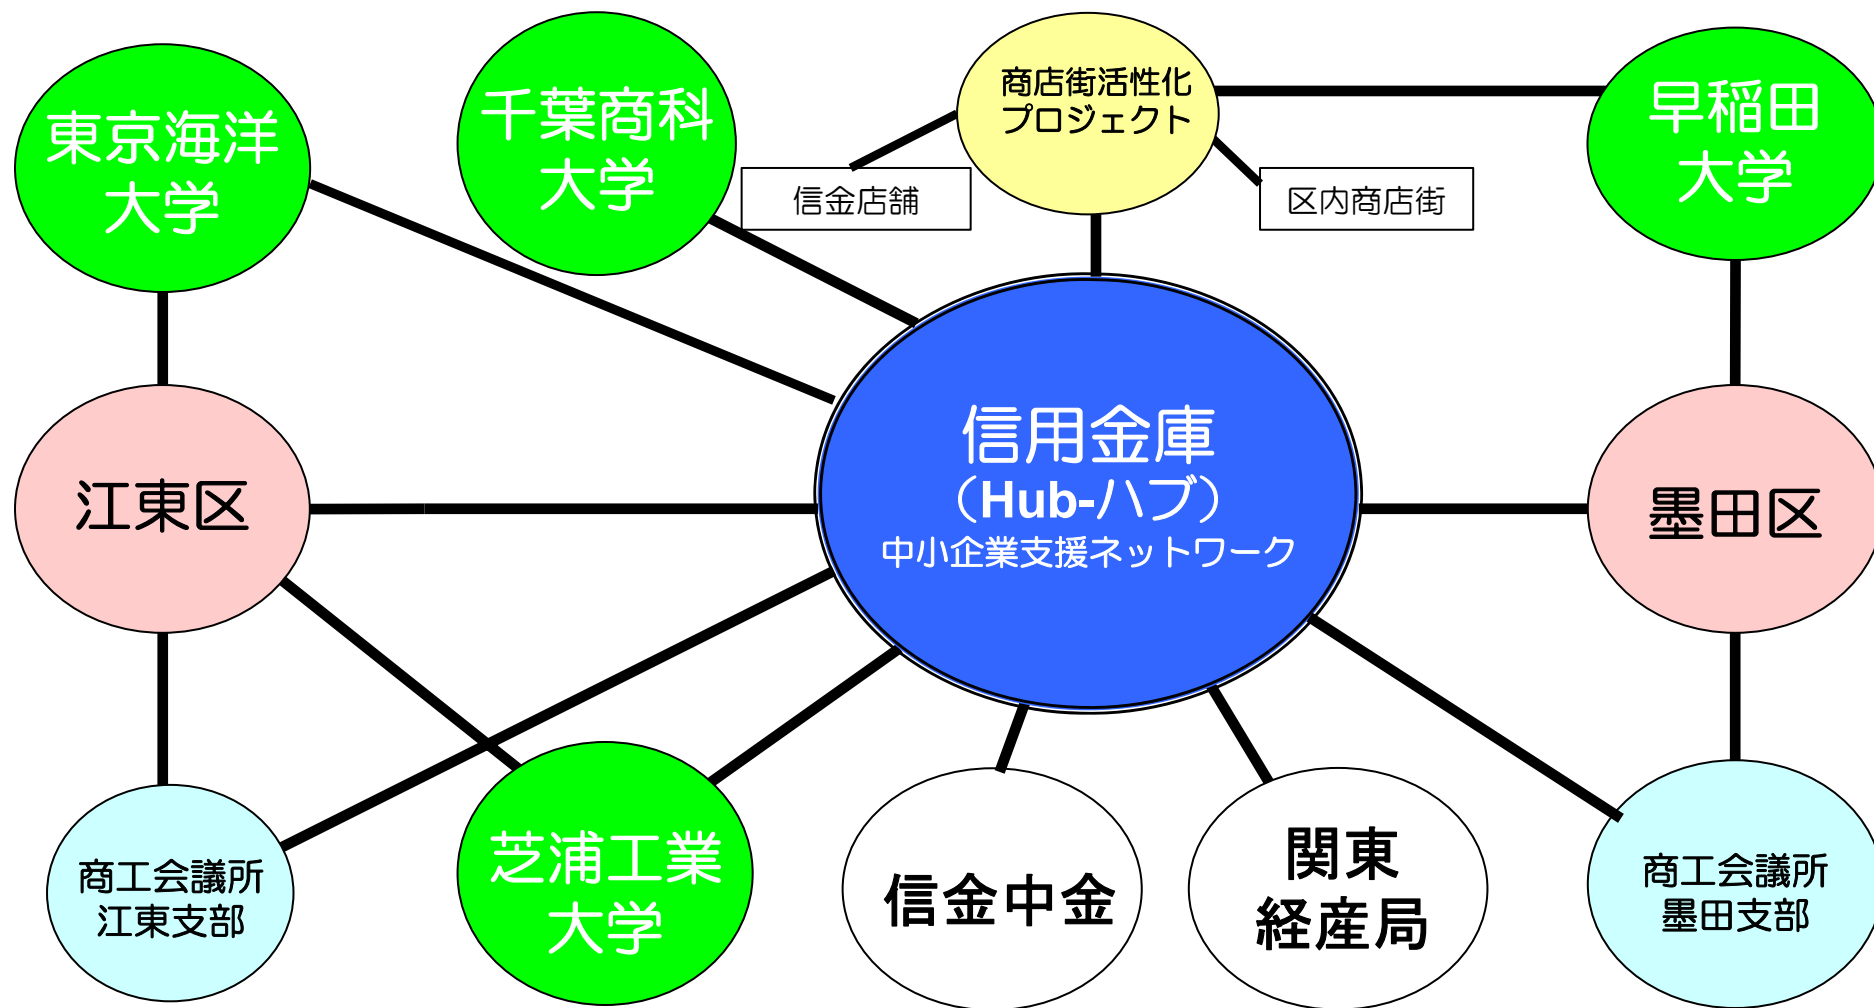 東京海洋
大学
千葉商科
大学
商店街活性化
プロジェクト
早稲田
大学
信金店舗
区内商店街
信用金庫
（Hub-ハブ）
中小企業支援ネットワーク
江東区
墨田区
商工会議所
江東支部
芝浦工業
大学
信金中金
関東
経産局
商工会議所
墨田支部